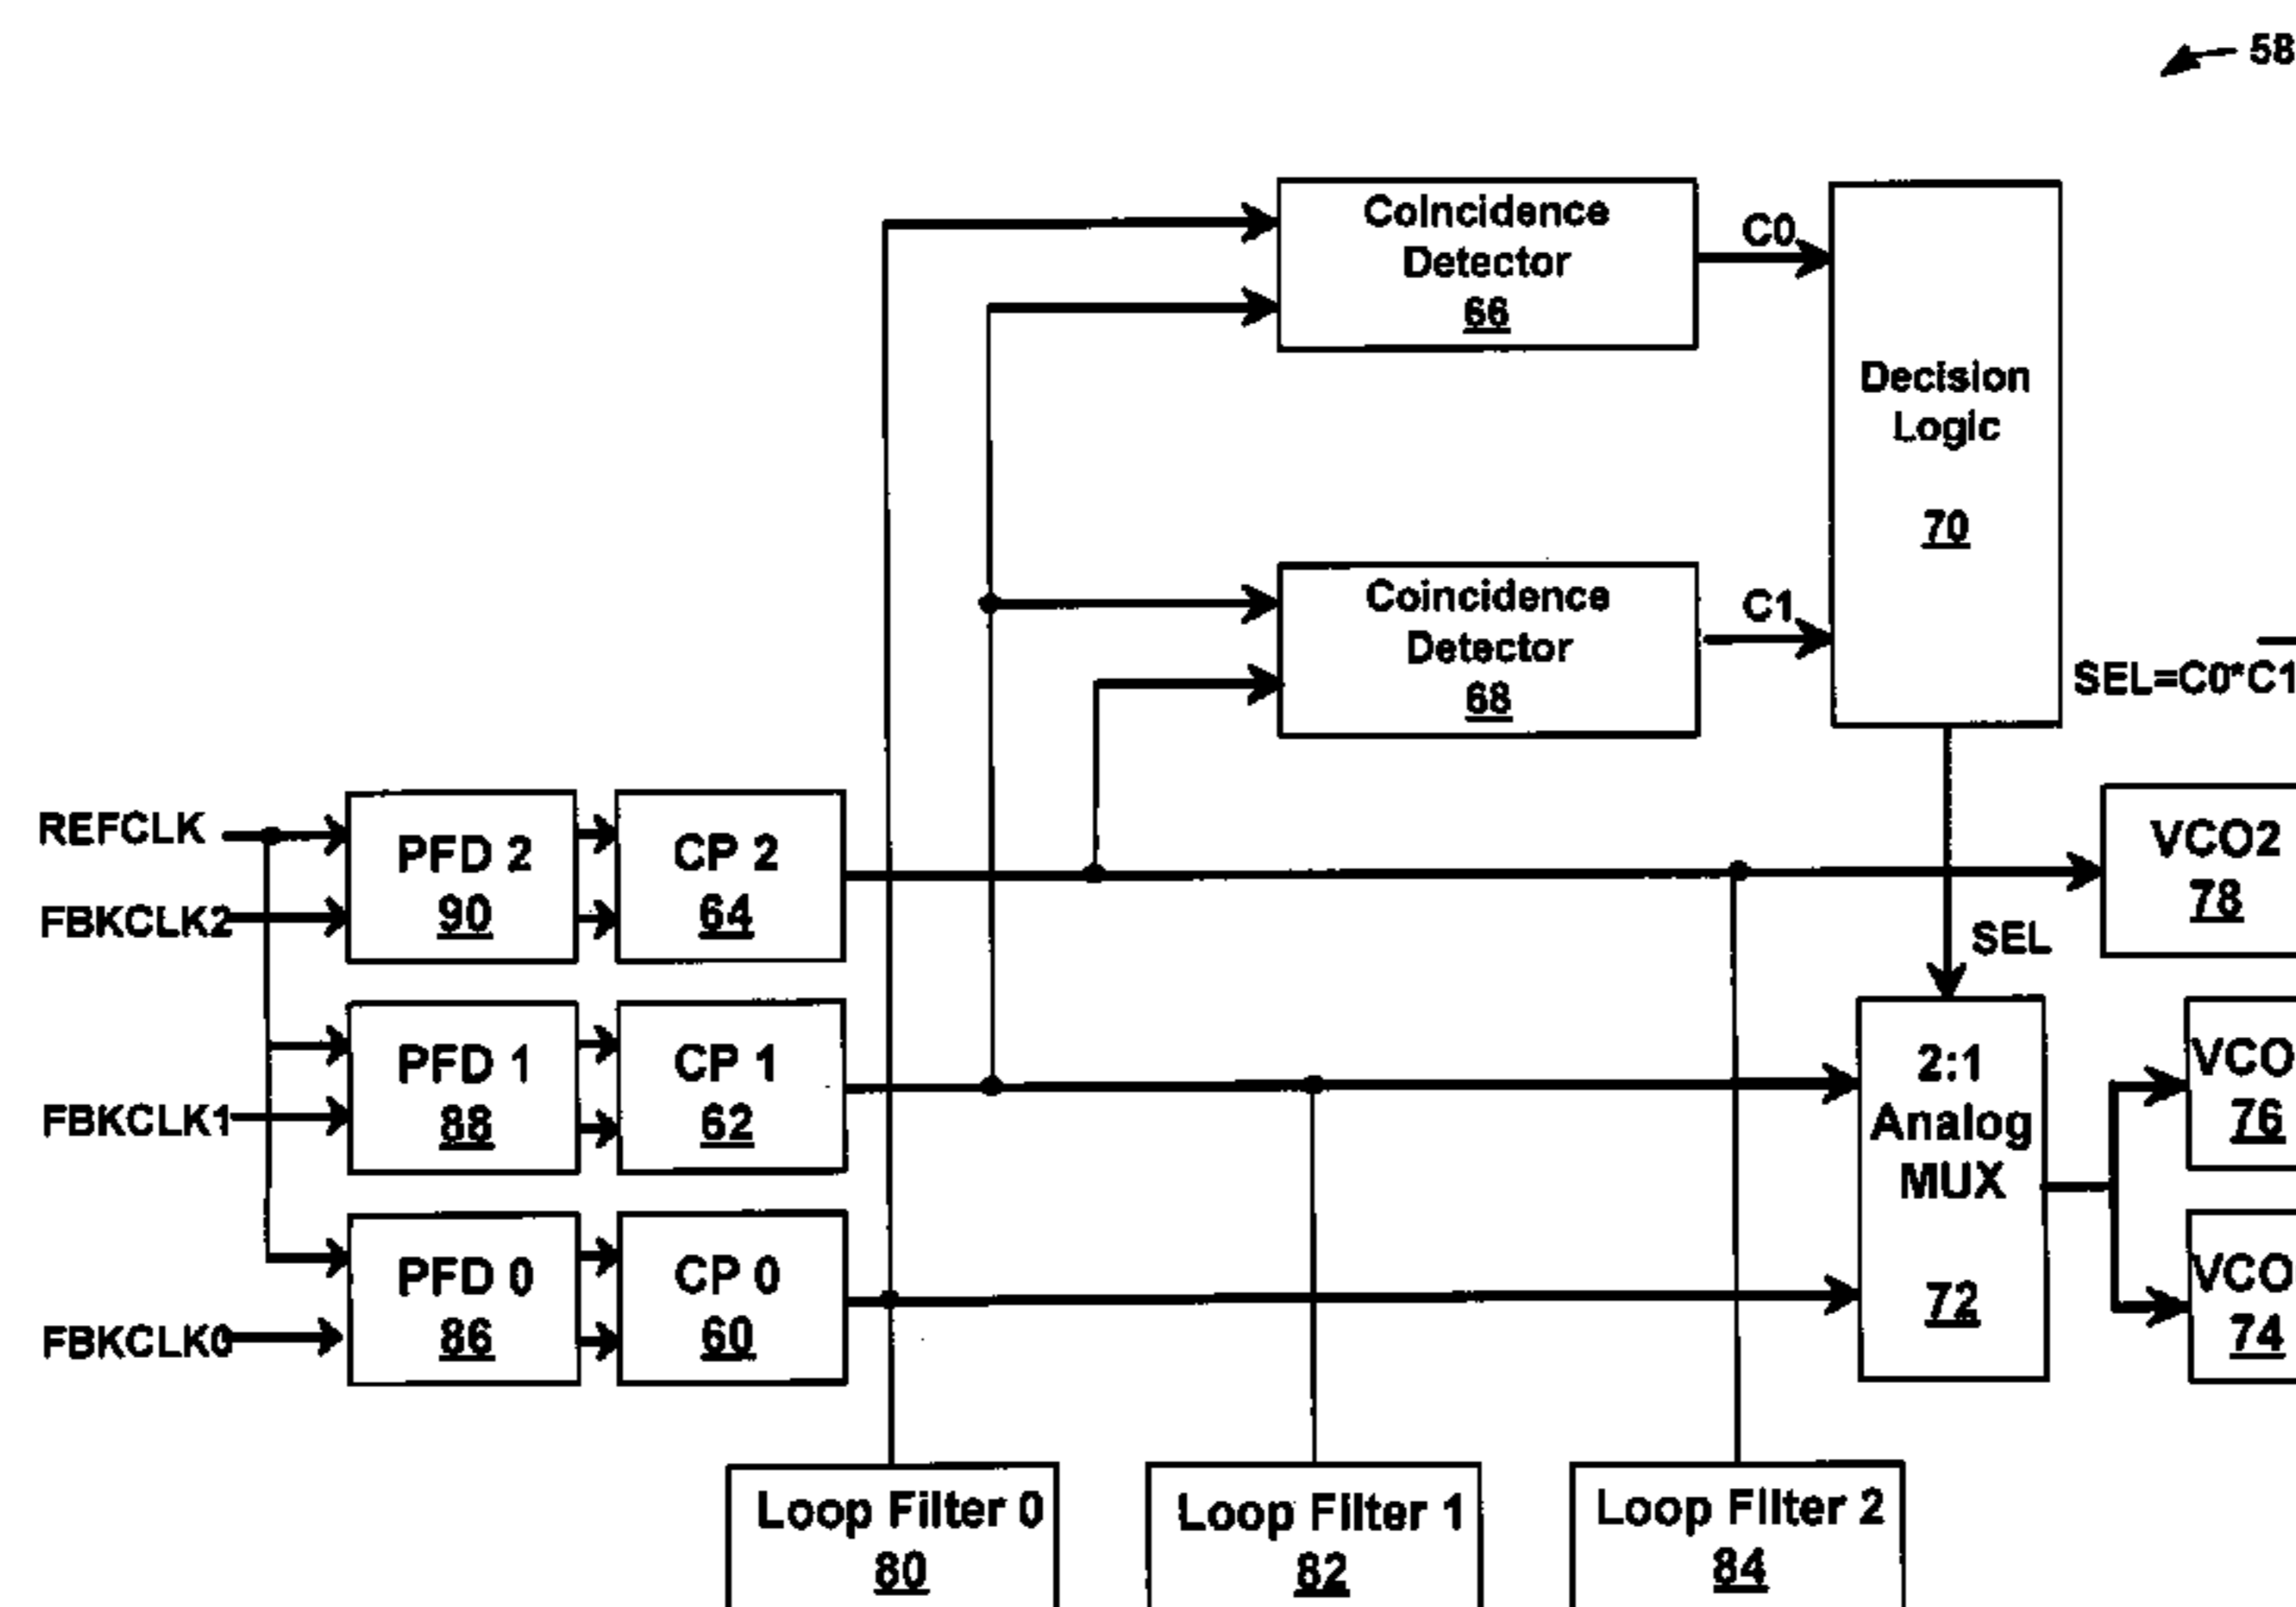 58
Coincidence
Detector
66
C0
Decision
Logic
70
Coincidence
Detector
68
C1
SEL=C0*C1
REFCLK
FBKCLK2
PFD 2
90
CP 2
64
VCO2
78
SEL
FBKCLK1
PFD 1
88
CP 1
62
2:1
Analog
MUX
72
VCO
76
FBKCLK0
PFD 0
86
CP 0
60
VCO
74
Loop Filter 0
80
Loop Filter 1
82
Loop Filter 2
84